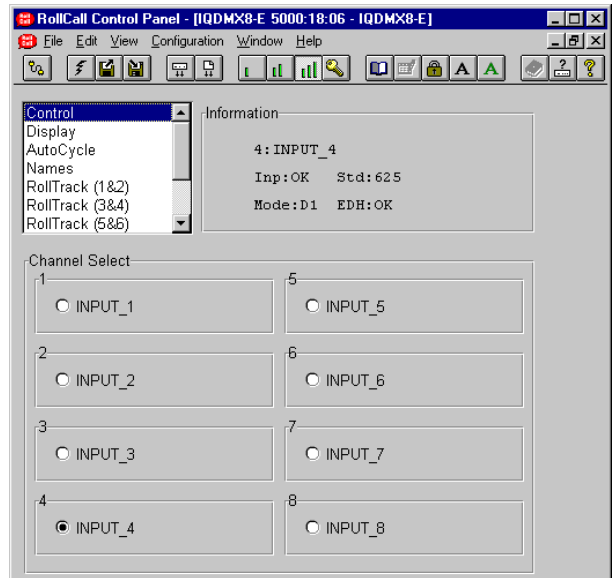 RollCall Control Panel - [IQDMX8-E 5000:18:06 - IQDMX8-E]
File Edit View Configuration Window Help
A A
Control
Display
AutoCycle
Names
RollTrack (1&2)
RollTrack (3&4)
RollTrack (5&6)
Information
4:INPUT_4
Inp:OK Std:625
Mode:D1 EDH:OK
Channel Select
1
INPUT_1
5
INPUT_5
2
INPUT_2
6
INPUT_6
3
INPUT_3
7
INPUT_7
4
INPUT_4
8
INPUT_8